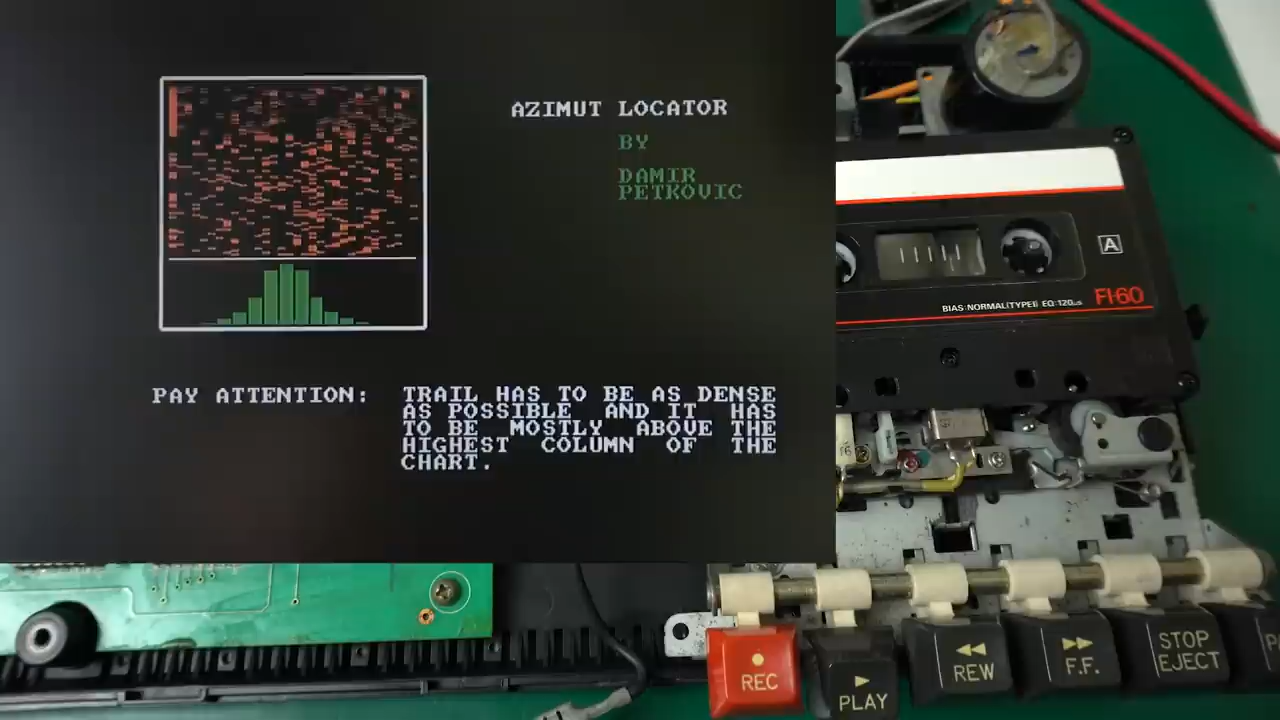 AZIMUT LOCATOR
BY
DAMIR
PETKOVIC
PAY ATTENTION:
TRAIL HAS TO BE AS DENSE
AS POSSIBLE AND IT HAS
TO BE MOSTLY ABOVE THE
HIGHEST COLUMN OF THE
CHART.
A
BIAS:NORMAL(TYPEI) EQ:120µs
FI-60
REC
PLAY
REW
F.F.
STOP
EJECT